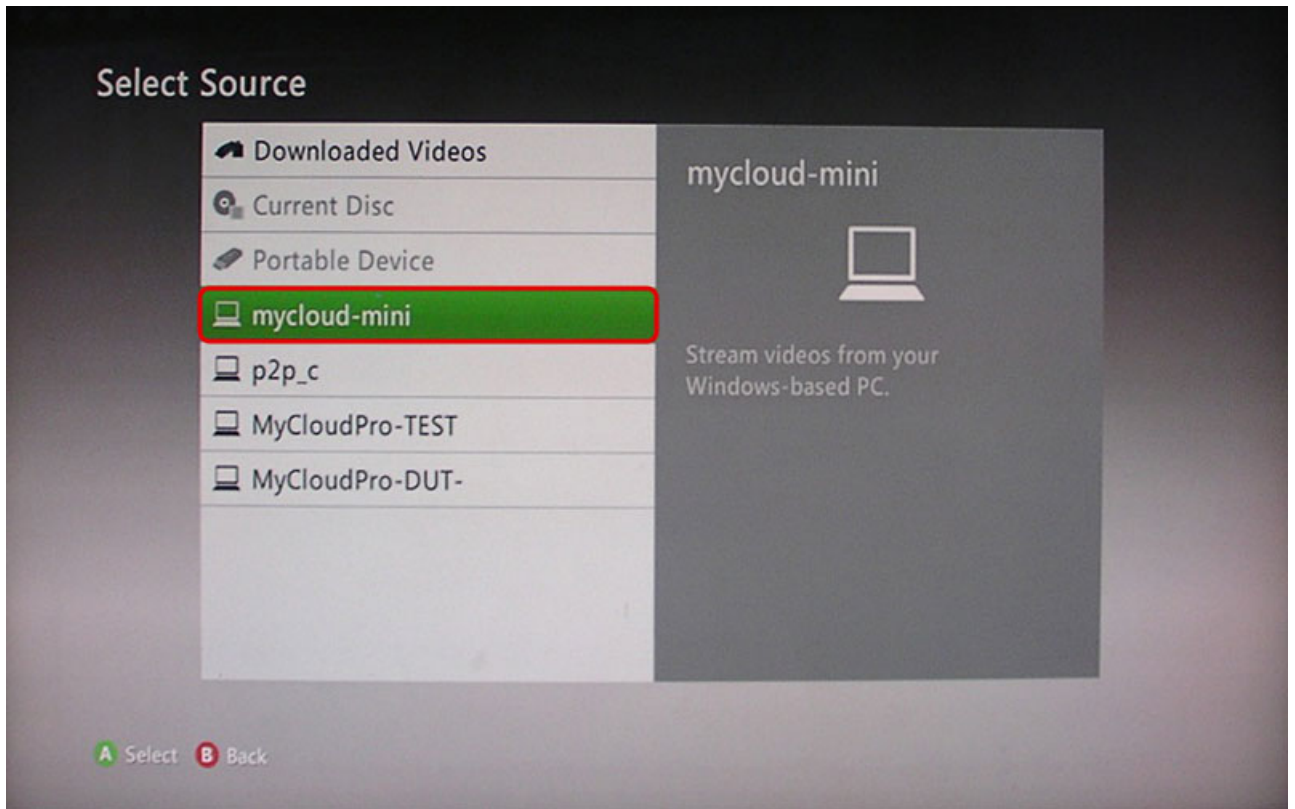 Select Source
Downloaded Videos
Current Disc
Portable Device
mycloud-mini
p2p_c
MyCloudPro-TEST
MyCloudPro-DUT-
mycloud-mini
Stream videos from your
Windows-based PC.
A Select B Back